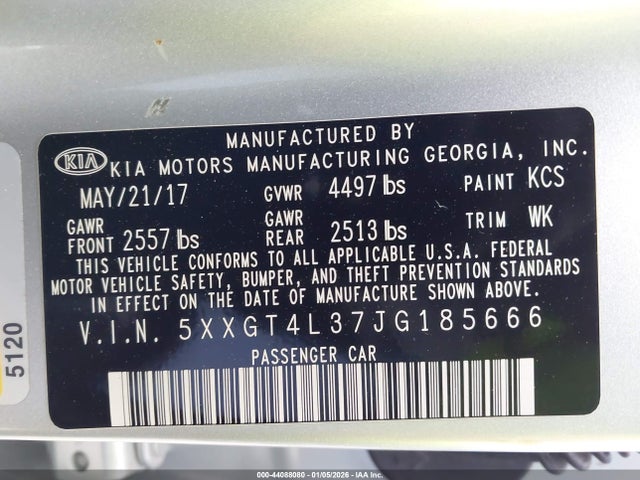 MANUFACTURED BY
KIA KIA MOTORS MANUFACTURING GEORGIA, INC.
MAY/21/17 GVWR 4497 lbs PAINT KCS
GAWR FRONT 2557 lbs GAWR REAR 2513 lbs TRIM WK
THIS VEHICLE CONFORMS TO ALL APPLICABLE U.S.A. FEDERAL
MOTOR VEHICLE SAFETY, BUMPER, AND THEFT PREVENTION STANDARDS
IN EFFECT ON THE DATE OF MANUFACTURE SHOWN ABOVE.
V.I.N. 5XXGT4L37JG185666
PASSENGER CAR
5120
000-44088080 - 01/05/2026 - IAA Inc.